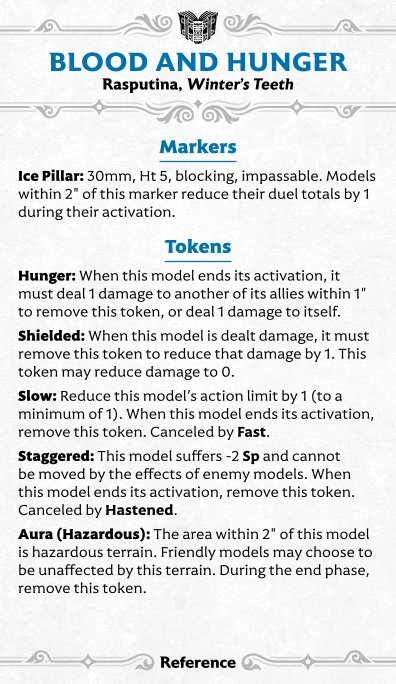 BLOOD AND HUNGER
Rasputina, Winter's Teeth
Markers
Ice Pillar: 30mm, Ht 5, blocking, impassable. Models
within 2" of this marker reduce their duel totals by 1
during their activation.
Tokens
Hunger: When this model ends its activation, it
must deal 1 damage to another of its allies within 1"
to remove this token, or deal 1 damage to itself.
Shielded: When this model is dealt damage, it must
remove this token to reduce that damage by 1. This
token may reduce damage to 0.
Slow: Reduce this model's action limit by 1 (to a
minimum of 1). When this model ends its activation,
remove this token. Canceled by Fast.
Staggered: This model suffers -2 Sp and cannot
be moved by the effects of enemy models. When
this model ends its activation, remove this token.
Canceled by Hastened.
Aura (Hazardous): The area within 2" of this model
is hazardous terrain. Friendly models may choose to
be unaffected by this terrain. During the end phase,
remove this token.
Reference